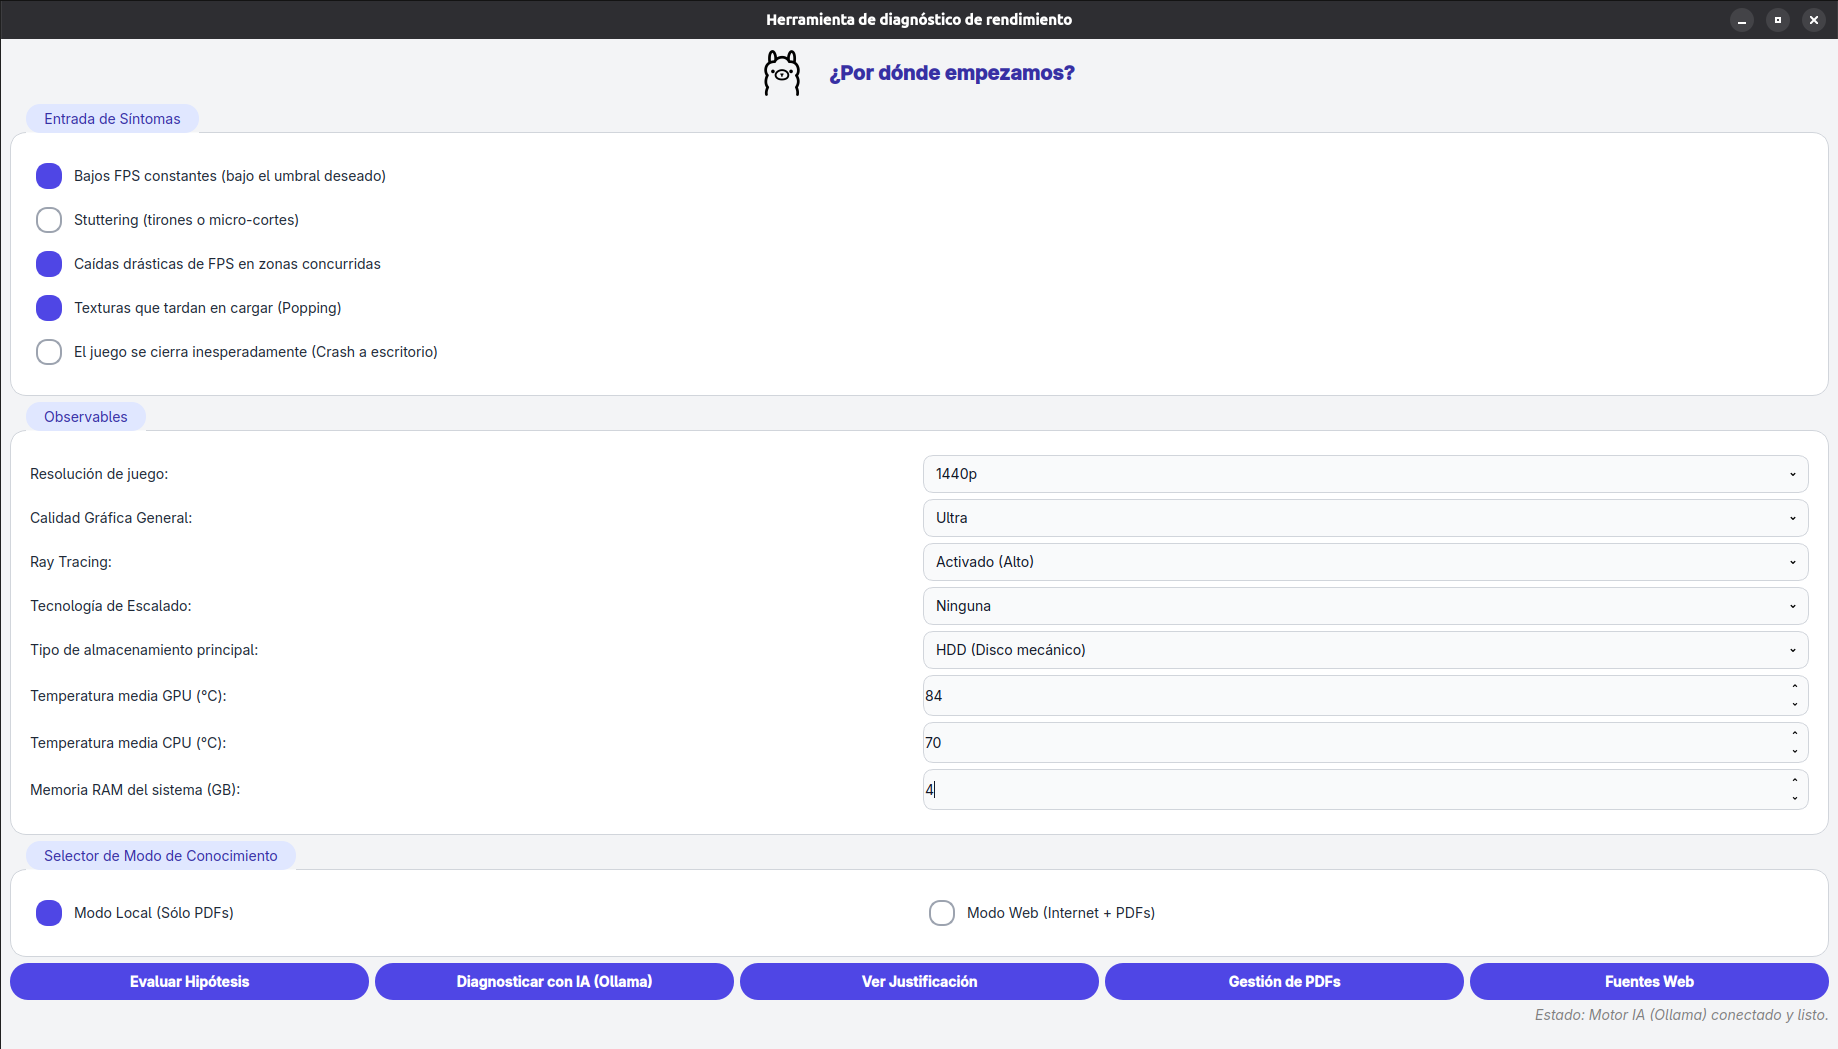 Herramienta de diagnóstico de rendimiento
¿Por dónde empezamos?
Entrada de Síntomas
Bajos FPS constantes (bajo el umbral deseado)
Stuttering (tirones o micro-cortes)
Caídas drásticas de FPS en zonas concurridas
Texturas que tardan en cargar (Popping)
El juego se cierra inesperadamente (Crash a escritorio)
Observables
Resolución de juego: 1440p
Calidad Gráfica General: Ultra
Ray Tracing: Activado (Alto)
Tecnología de Escalado: Ninguna
Tipo de almacenamiento principal: HDD (Disco mecánico)
Temperatura media GPU (°C): 84
Temperatura media CPU (°C): 70
Memoria RAM del sistema (GB): 4
Selector de Modo de Conocimiento
Modo Local (Sólo PDFs) Modo Web (Internet + PDFs)
Evaluar Hipótesis Diagnosticar con IA (Ollama) Ver Justificación Gestión de PDFs Fuentes Web
Estado: Motor IA (Ollama) conectado y listo.